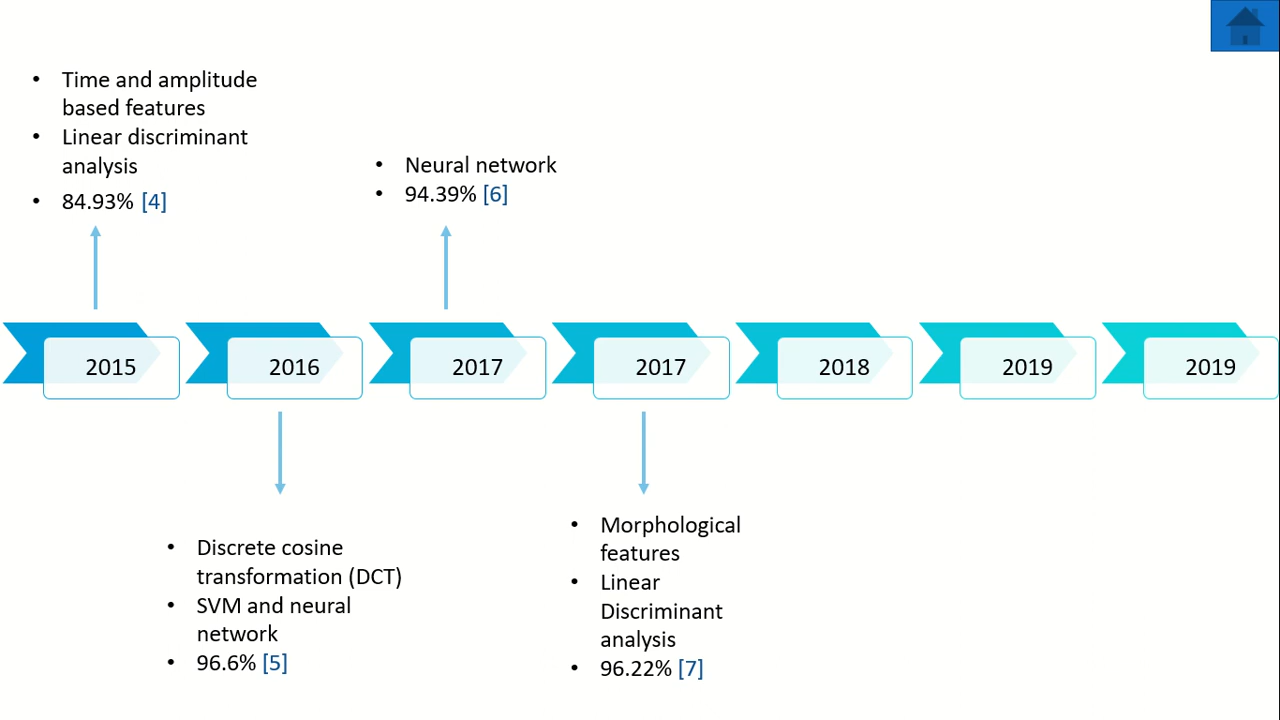 • Time and amplitude
based features
• Linear discriminant
analysis
• 84.93% [4]
• Neural network
• 94.39% [6]
2015
2016
2017
2017
2018
2019
2019
• Discrete cosine
transformation (DCT)
• SVM and neural
network
• 96.6% [5]
• Morphological
features
• Linear
Discriminant
analysis
• 96.22% [7]